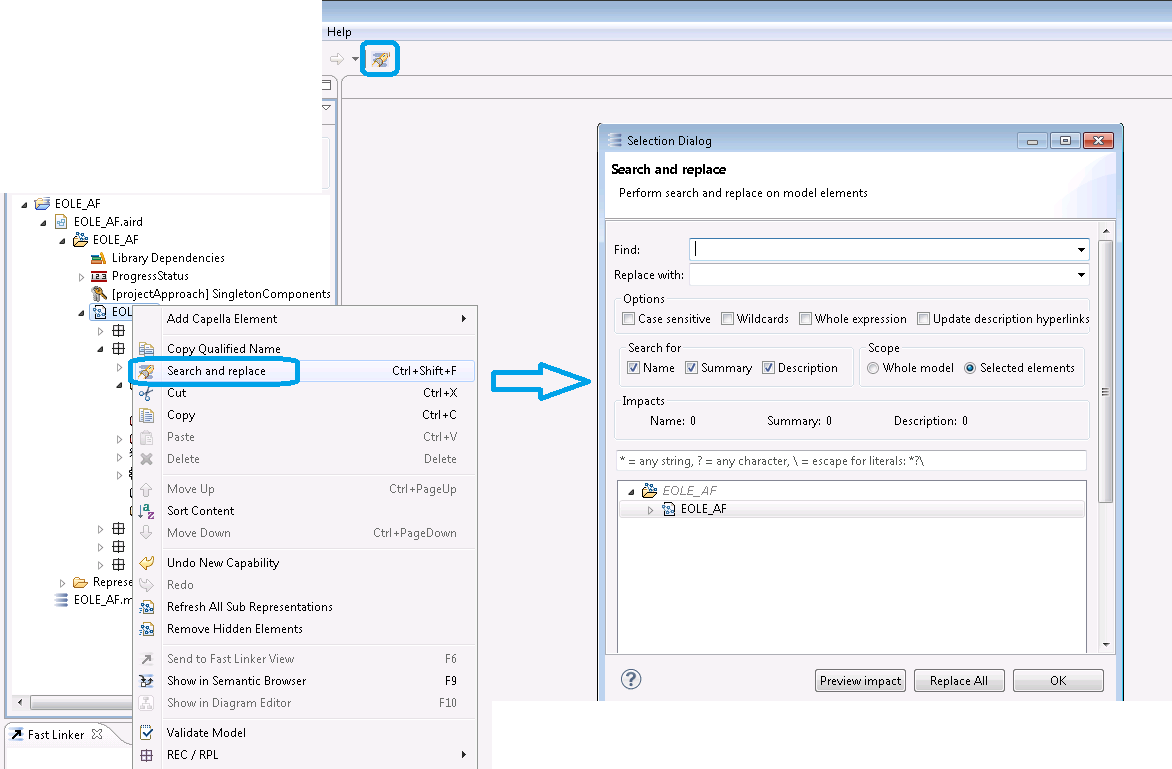 Help
EOLE_AF
EOLE_AF.aird
EOLE_AF
Library Dependencies
ProgressStatus
[projectApproach] SingletonComponents
EOL
Represe
EOLE_AF.m
Fast Linker
Add Capella Element
Copy Qualified Name
Search and replace Ctrl+Shift+F
Cut Ctrl+X
Copy Ctrl+C
Paste Ctrl+V
Delete Delete
Move Up Ctrl+PageUp
Sort Content
Move Down Ctrl+PageDown
Undo New Capability
Redo
Refresh All Sub Representations
Remove Hidden Elements
Send to Fast Linker View F6
Show in Semantic Browser F9
Show in Diagram Editor F10
Validate Model
REC / RPL
Selection Dialog
Search and replace
Perform search and replace on model elements
Find:
Replace with:
Options
Case sensitive Wildcards Whole expression Update description hyperlinks
Search for
Name Summary Description
Scope
Whole model Selected elements
Impacts
Name: 0 Summary: 0 Description: 0
* = any string, ? = any character, \ = escape for literals: *?\
EOLE_AF
EOLE_AF
Preview impact Replace All OK